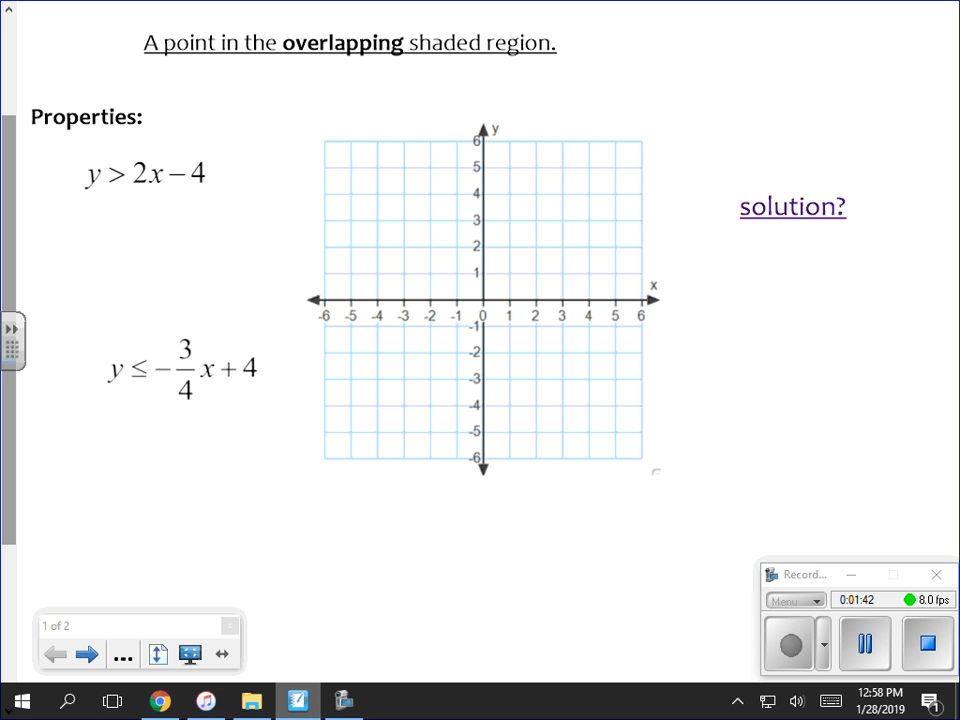 A point in the overlapping shaded region.
Properties:
y > 2x − 4
solution?
y ≤ −3/4 x + 4
y
6
5
4
3
2
1
x
-6 -5 -4 -3 -2 -1 0 1 2 3 4 5 6
-1
-2
-3
-4
-5
-6
Record...
Menu 0:01:42 8.0 fps
1 of 2
12:58 PM
1/28/2019
1